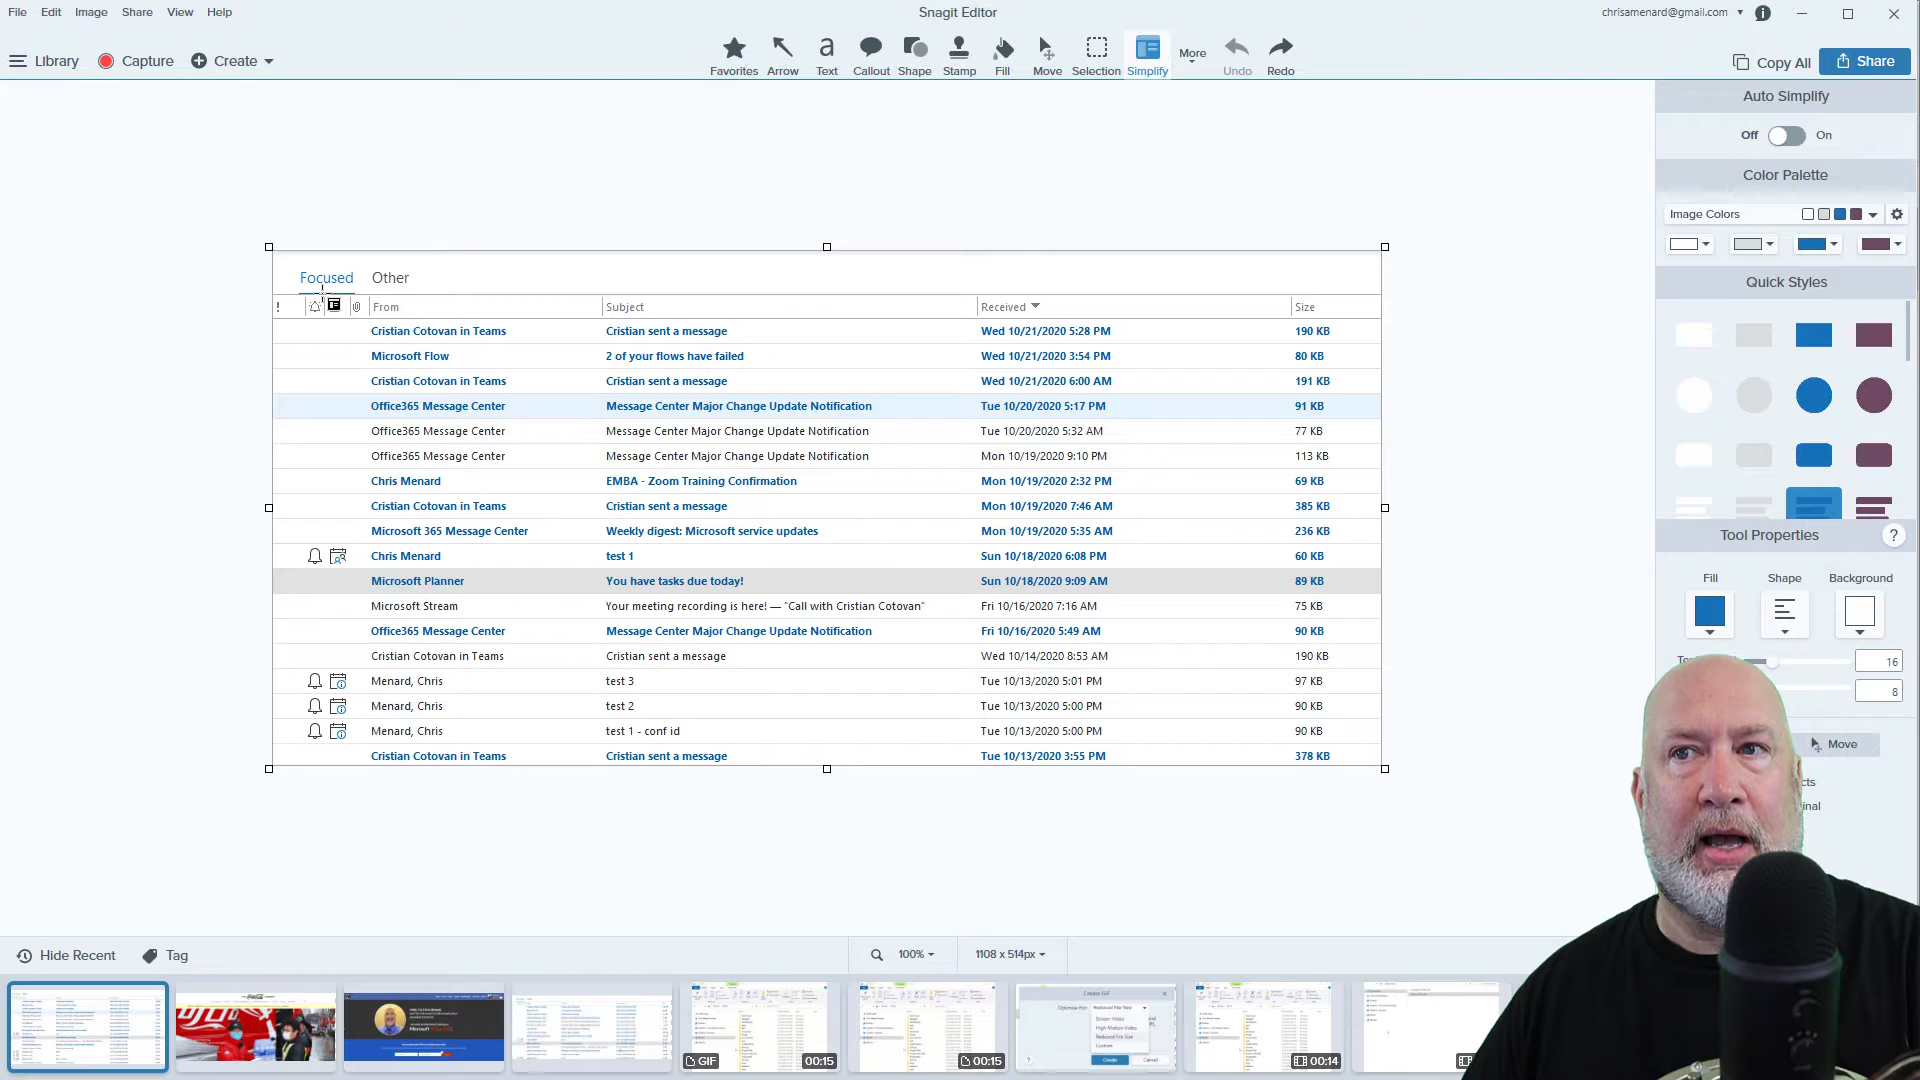 File Edit Image Share View Help
Snagit Editor
chrisamenard@gmail.com
Library Capture Create
Favorites Arrow Text Callout Shape Stamp Fill Move Selection Simplify More Undo Redo
Copy All Share
Auto Simplify
Off On
Color Palette
Image Colors
Quick Styles
Tool Properties
Fill Shape Background
16
8
Move
Focused Other
! From Subject Received Size
Cristian Cotovan in Teams Cristian sent a message Wed 10/21/2020 5:28 PM 190 KB
Microsoft Flow 2 of your flows have failed Wed 10/21/2020 3:54 PM 80 KB
Cristian Cotovan in Teams Cristian sent a message Wed 10/21/2020 6:00 AM 191 KB
Office365 Message Center Message Center Major Change Update Notification Tue 10/20/2020 5:17 PM 91 KB
Office365 Message Center Message Center Major Change Update Notification Tue 10/20/2020 5:32 AM 77 KB
Office365 Message Center Message Center Major Change Update Notification Mon 10/19/2020 9:10 PM 113 KB
Chris Menard EMBA - Zoom Training Confirmation Mon 10/19/2020 2:32 PM 69 KB
Cristian Cotovan in Teams Cristian sent a message Mon 10/19/2020 7:46 AM 385 KB
Microsoft 365 Message Center Weekly digest: Microsoft service updates Mon 10/19/2020 5:35 AM 236 KB
Chris Menard test 1 Sun 10/18/2020 6:08 PM 60 KB
Microsoft Planner You have tasks due today! Sun 10/18/2020 9:09 AM 89 KB
Microsoft Stream Your meeting recording is here! — "Call with Cristian Cotovan" Fri 10/16/2020 7:16 AM 75 KB
Office365 Message Center Message Center Major Change Update Notification Fri 10/16/2020 5:49 AM 90 KB
Cristian Cotovan in Teams Cristian sent a message Wed 10/14/2020 8:53 AM 190 KB
Menard, Chris test 3 Tue 10/13/2020 5:01 PM 97 KB
Menard, Chris test 2 Tue 10/13/2020 5:00 PM 90 KB
Menard, Chris test 1 - conf id Tue 10/13/2020 5:00 PM 90 KB
Cristian Cotovan in Teams Cristian sent a message Tue 10/13/2020 3:55 PM 378 KB
Hide Recent Tag 100% 1108 x 514px
GIF 00:15 00:15 00:14
Create GIF
Create Cancel